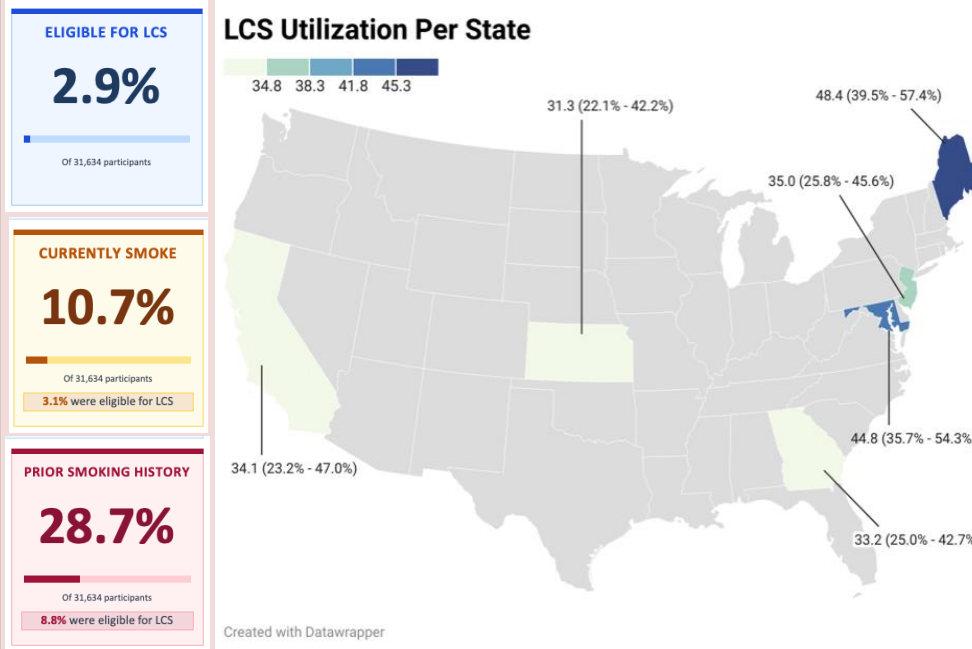 ELIGIBLE FOR LCS
2.9%
Of 31,634 participants
CURRENTLY SMOKE
10.7%
Of 31,634 participants
3.1% were eligible for LCS
PRIOR SMOKING HISTORY
28.7%
Of 31,634 participants
8.8% were eligible for LCS
LCS Utilization Per State
34.8 38.3 41.8 45.3
31.3 (22.1% - 42.2%)
48.4 (39.5% - 57.4%)
35.0 (25.8% - 45.6%)
44.8 (35.7% - 54.3%
34.1 (23.2% - 47.0%)
33.2 (25.0% - 42.7%
Created with Datawrapper